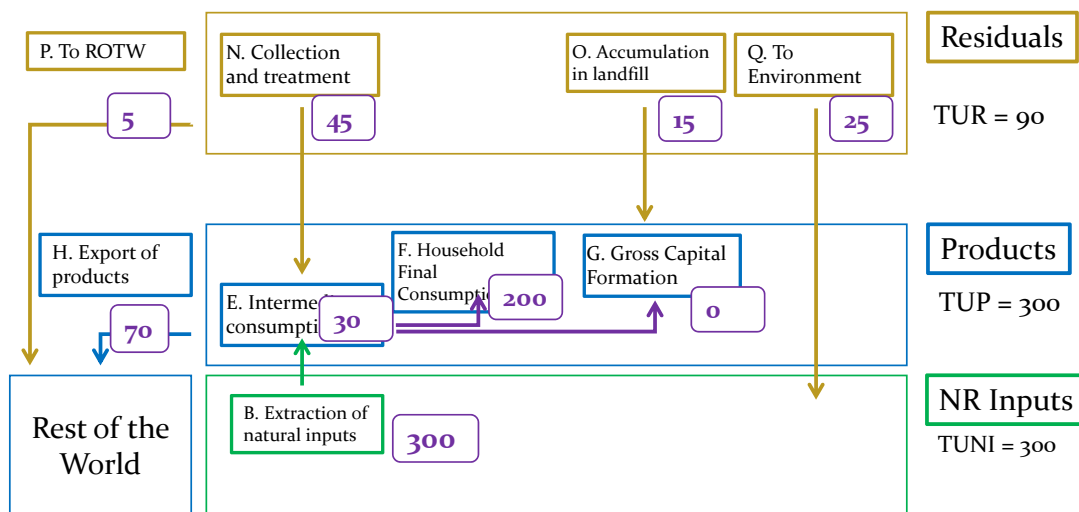 P. To ROTW
5
N. Collection
and treatment
45
O. Accumulation
in landfill
15
Q. To
Environment
25
Residuals
TUR = 90
H. Export of
products
70
E.
30
F. Household
Final
200
G. Gross Capital
Formation
0
Products
TUP = 300
Rest of the
World
B. Extraction of
natural inputs
300
NR Inputs
TUNI = 300